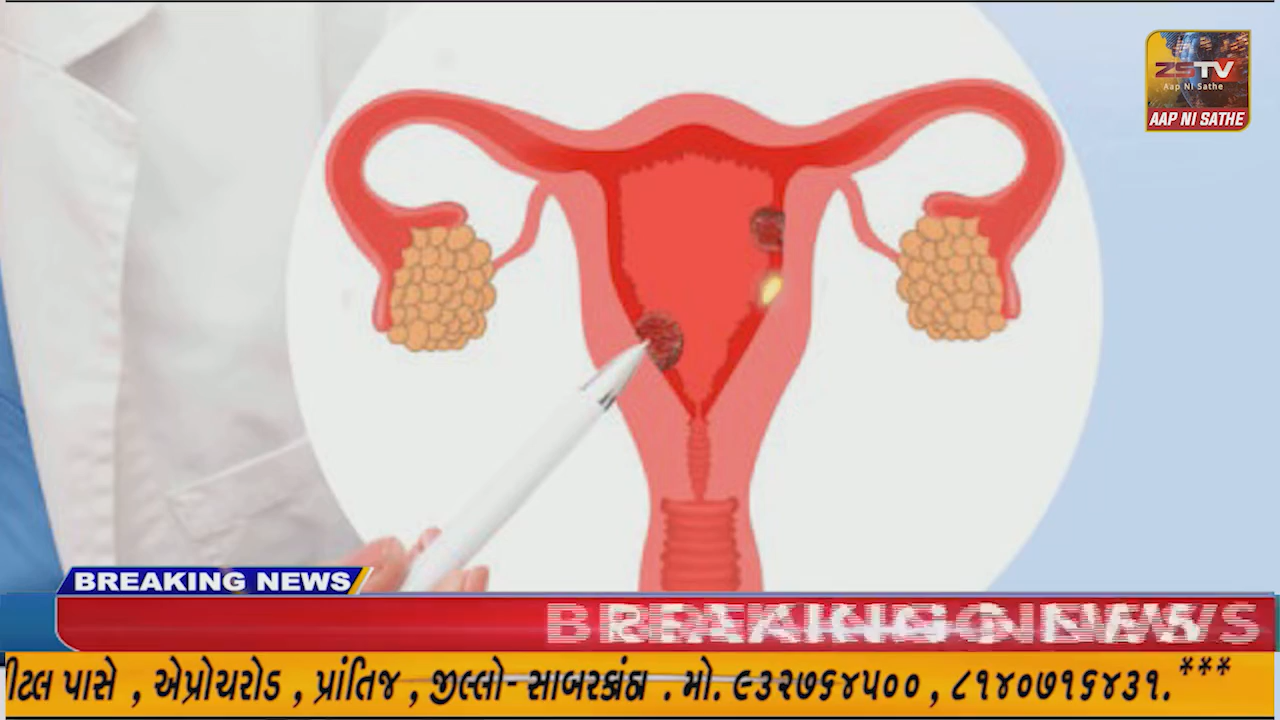 ZSTV
Aap Ni Sathe
AAP NI SATHE
BREAKING NEWS
BREAKING NEWS
પાસે , એપ્રોચરોડ , પ્રાંતિજ , જીલ્લો- સાબરકાંઠા . મો. ૯૩૨૭૬૪૫૦૦ , ૮૧૪૦૭૧૬૪૩૧. ***